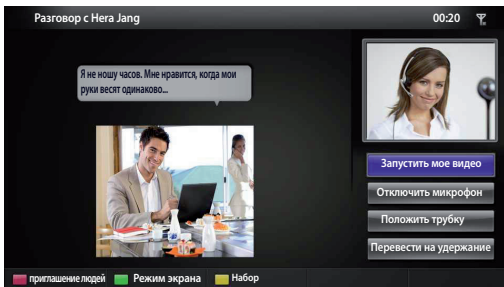 Разговор с Hera Jang
00:20
Я не ношу часов. Мне нравится, когда мои
руки весят одинаково...
Запустить мое видео
Отключить микрофон
Положить трубку
Перевести на удержание
приглашение людей
Режим экрана
Набор